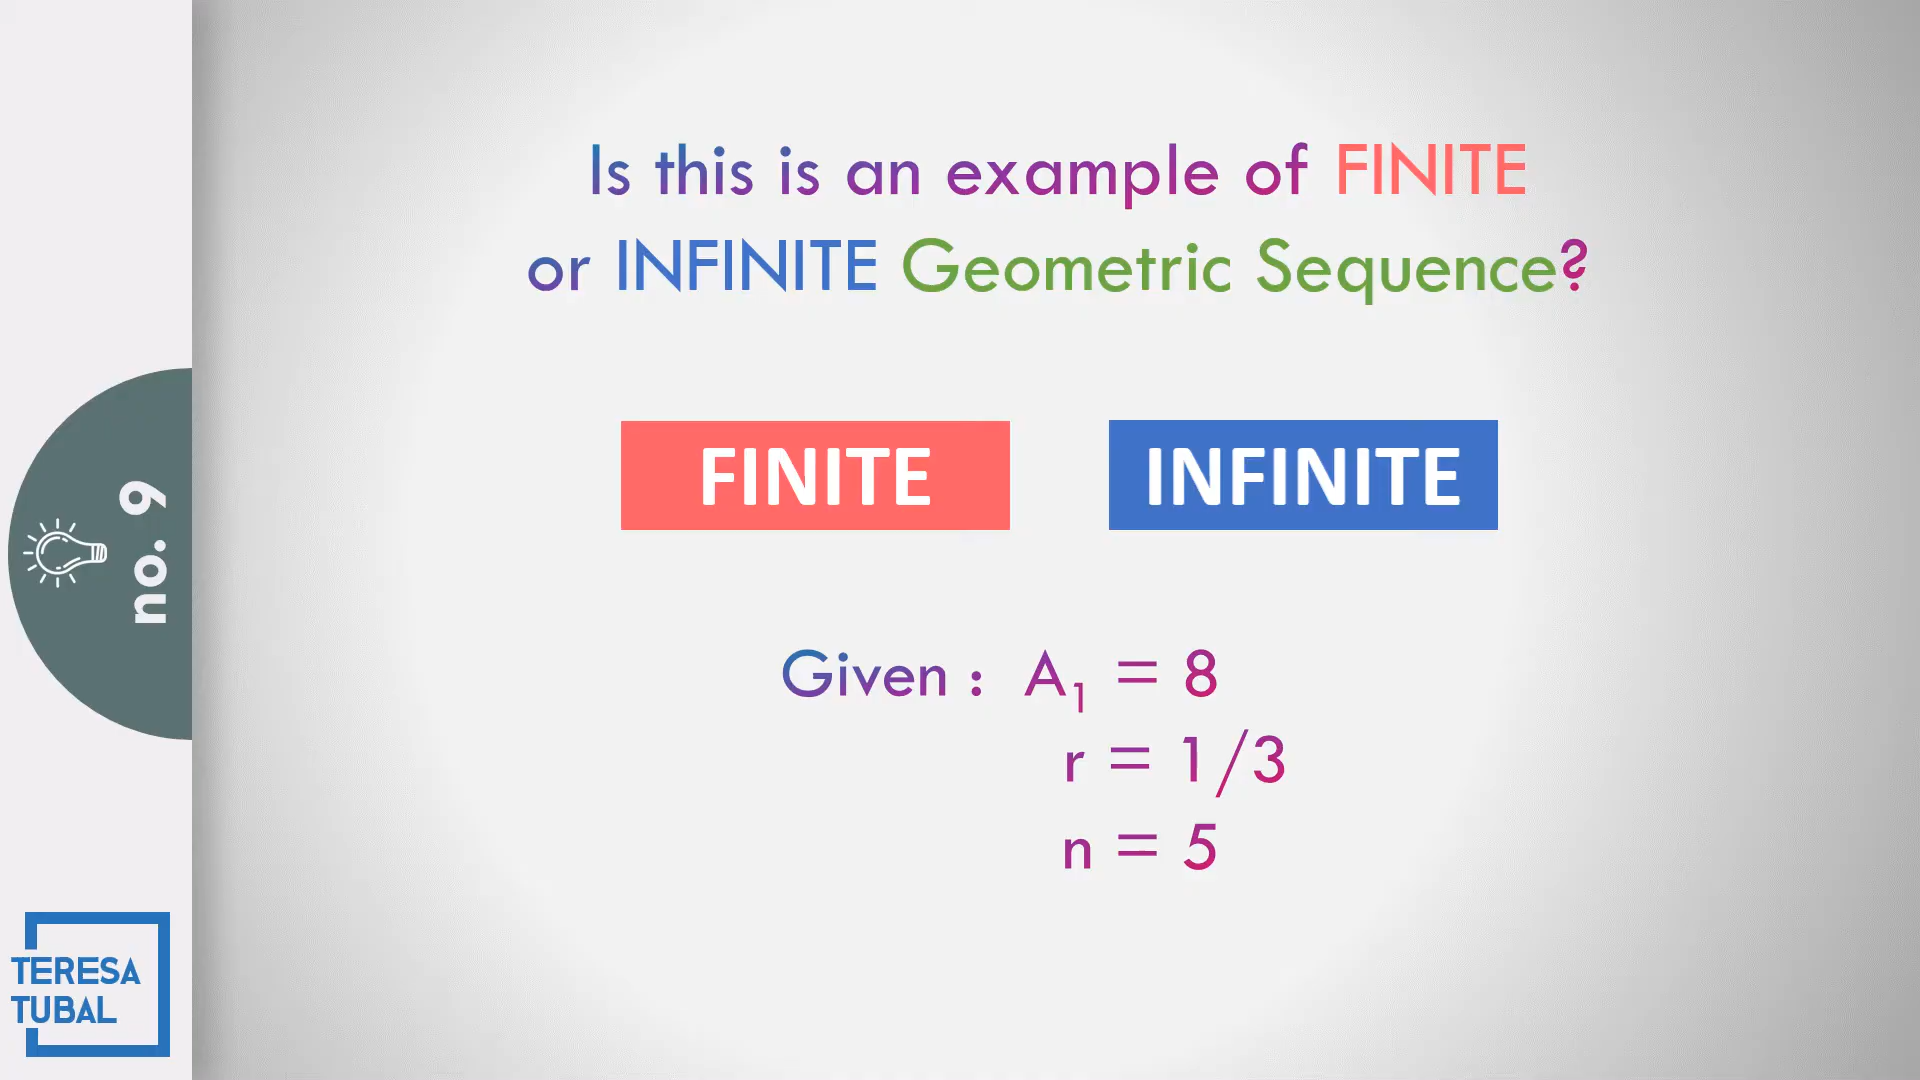 Is this is an example of FINITE
or INFINITE Geometric Sequence?
FINITE
INFINITE
Given : A₁ = 8
r = 1/3
n = 5
no. 9
TERESA
TUBAL